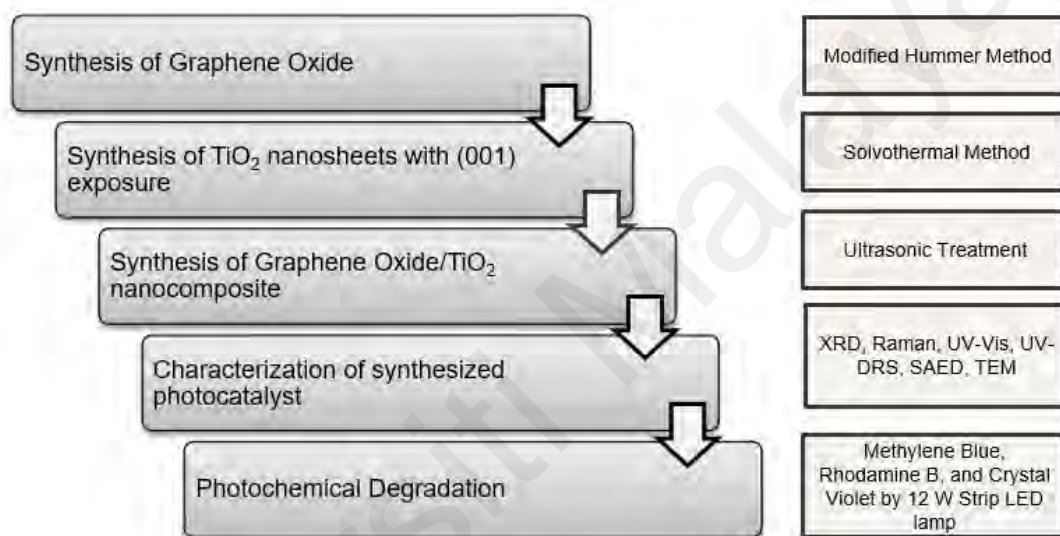 Synthesis of Graphene Oxide
Modified Hummer Method
Synthesis of TiO₂ nanosheets with (001)
exposure
Solvothermal Method
Synthesis of Graphene Oxide/TiO₂
nanocomposite
Ultrasonic Treatment
Characterization of synthesized
photocatalyst
XRD, Raman, UV-Vis, UV-
DRS, SAED, TEM
Photochemical Degradation
Methylene Blue,
Rhodamine B, and Crystal
Violet by 12 W Strip LED
lamp